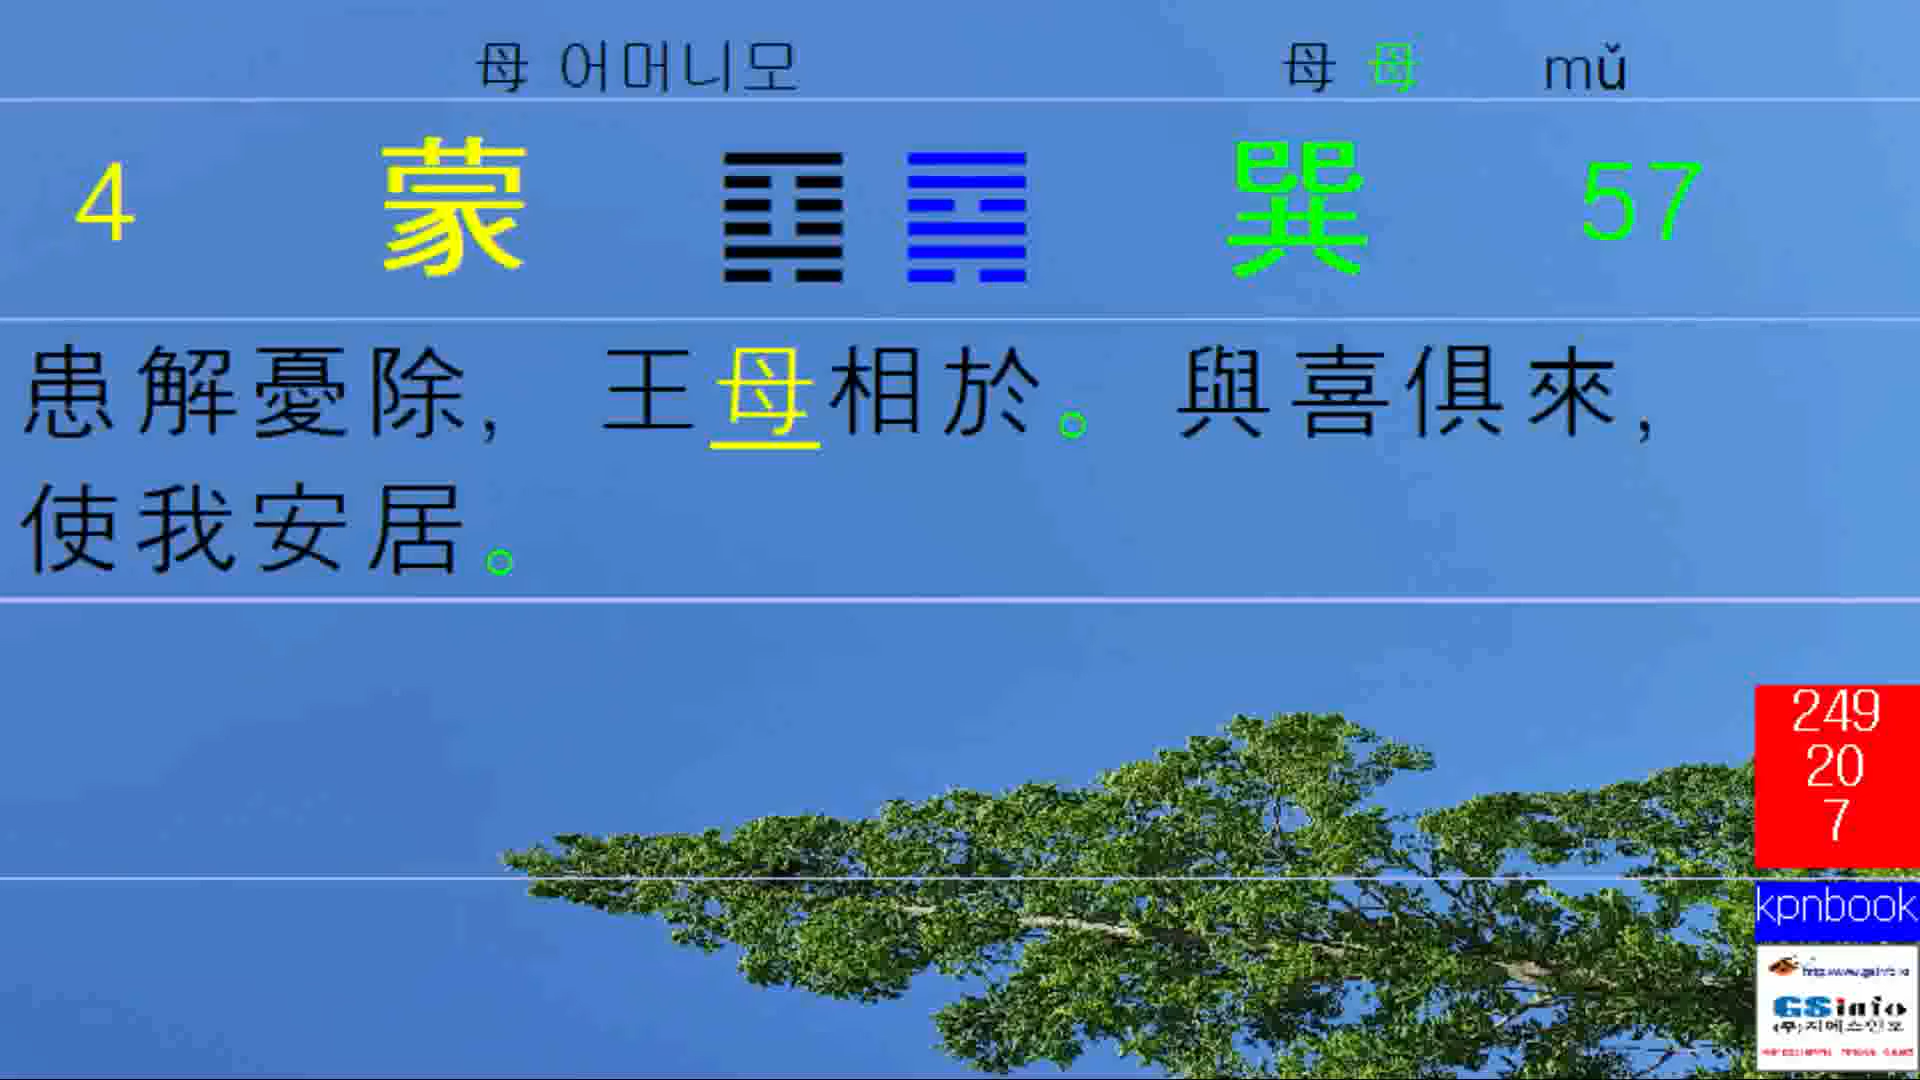 母 어머니모 母 母 mǔ
4 蒙 巽 57
患解憂除, 王母相於。 與喜俱來,
使我安居。
249
20
7
kpnbook
GSinfo
(주)지에스인포